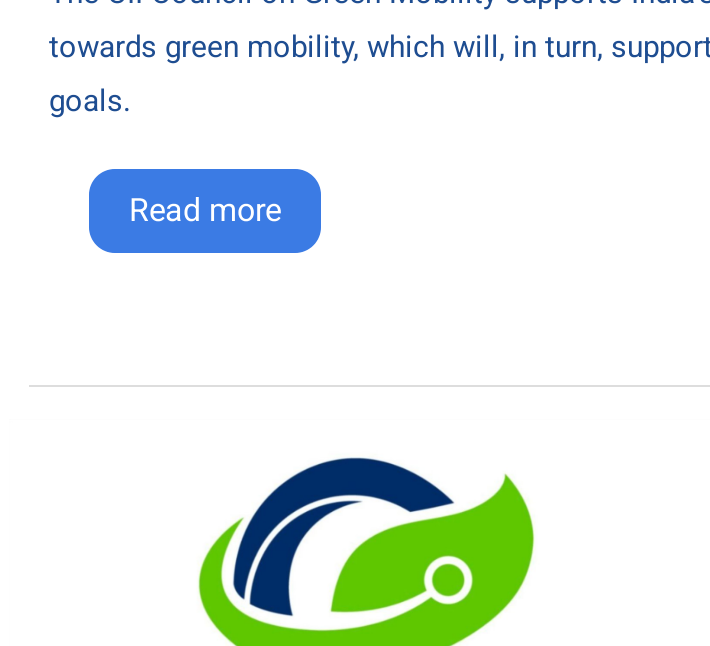 towards green mobility, which will, in turn, support
goals.
Read more